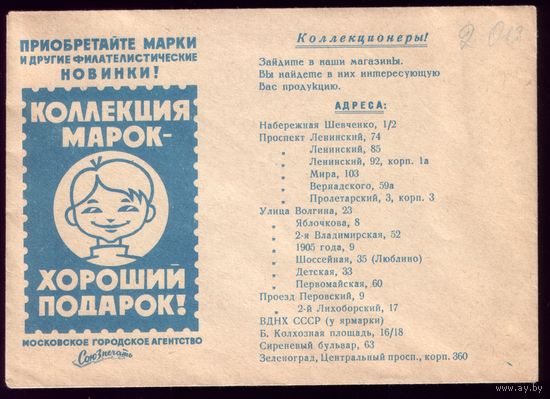 ПРИОБРЕТАЙТЕ МАРКИ
И ДРУГИЕ ФИЛАТЕЛИСТИЧЕСКИЕ
НОВИНКИ!
КОЛЛЕКЦИЯ
МАРОК-
ХОРОШИЙ
ПОДАРОК!
МОСКОВСКОЕ ГОРОДСКОЕ АГЕНТСТВО
Союзпечать
Коллекционеры!
Зайдите в наши магазины.
Вы найдете в них интересующую
Вас продукцию.
АДРЕСА:
Набережная Шевченко, 1/2
Проспект Ленинский, 74
„ Ленинский, 85
„ Ленинский, 92, корп. 1а
„ Мира, 103
„ Вернадского, 59а
„ Пролетарский, 3, корп. 3
Улица Волгина, 23
„ Яблочкова, 8
„ 2-я Владимирская, 52
„ 1905 года, 9
„ Шоссейная, 35 (Люблино)
„ Детская, 33
„ Первомайская, 60
Проезд Перовский, 9
„ 2-й Лихоборский, 17
ВДНХ СССР (у ярмарки)
Б. Колхозная площадь, 16/18
Сиреневый бульвар, 63
Зеленоград, Центральный просп., корп. 360
www.ay.by